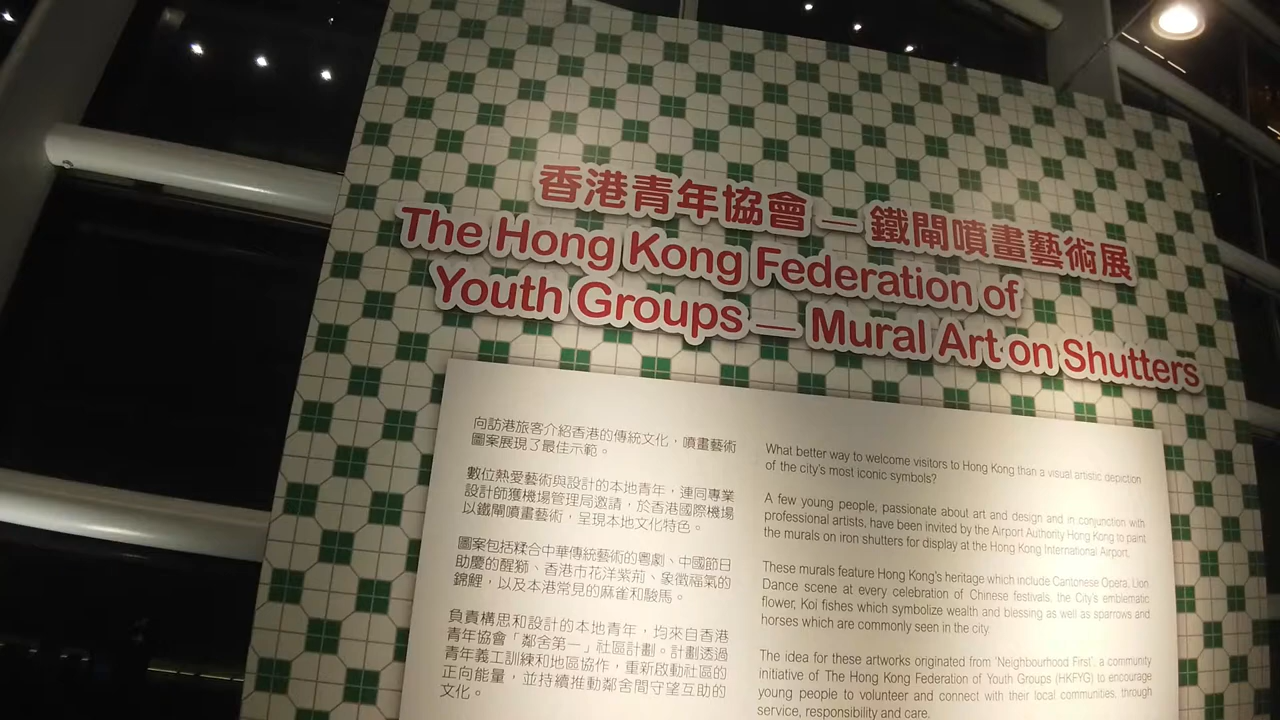 香港青年協會 — 鐵閘噴畫藝術展
The Hong Kong Federation of
Youth Groups — Mural Art on Shutters
向訪港旅客介紹香港的傳統文化，噴畫藝術
圖案展現了最佳示範。
數位熱愛藝術與設計的本地青年，連同專業
設計師獲機場管理局邀請，於香港國際機場
以鐵閘噴畫藝術，呈現本地文化特色。
圖案包括糅合中華傳統藝術的粵劇、中國節日
助慶的醒獅、香港市花洋紫荊、象徵福氣的
錦鯉，以及本港常見的麻雀和駿馬。
負責構思和設計的本地青年，均來自香港
青年協會「鄰舍第一」社區計劃。計劃透過
青年義工訓練和地區協作，重新啟動社區的
正向能量，並持續推動鄰舍間守望互助的
文化。
What better way to welcome visitors to Hong Kong than a visual artistic depiction
of the city's most iconic symbols?
A few young people, passionate about art and design and in conjunction with
professional artists, have been invited by the Airport Authority Hong Kong to paint
the murals on iron shutters for display at the Hong Kong International Airport.
These murals feature Hong Kong's heritage which include Cantonese Opera, Lion
Dance scene at every celebration of Chinese festivals, the City's emblematic
flower, Koi fishes which symbolize wealth and blessing as well as sparrows and
horses which are commonly seen in the city.
The idea for these artworks originated from 'Neighbourhood First', a community
initiative of The Hong Kong Federation of Youth Groups (HKFYG) to encourage
young people to volunteer and connect with their local communities, through
service, responsibility and care.